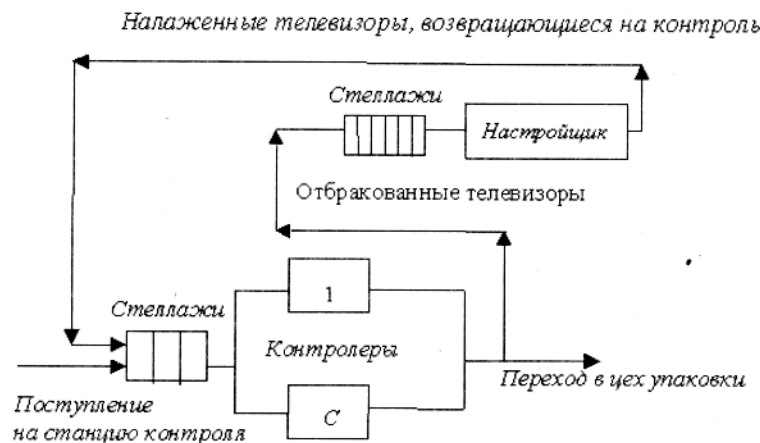 Налаженные телевизоры, возвращающиеся на контроль
Стеллажи
Настройщик
Отбракованные телевизоры
Стеллажи
1
Контролеры
Переход в цех упаковки
Поступление
на станцию контроля
С